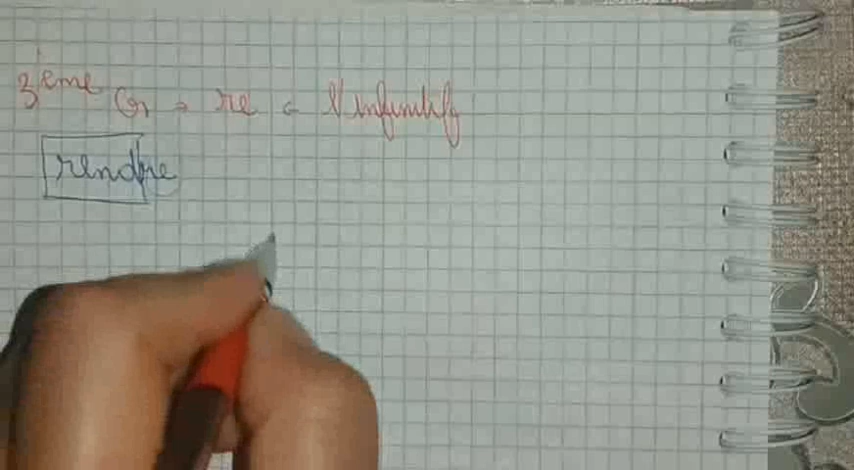 3ème Gr → re à l'infinitif
rendre